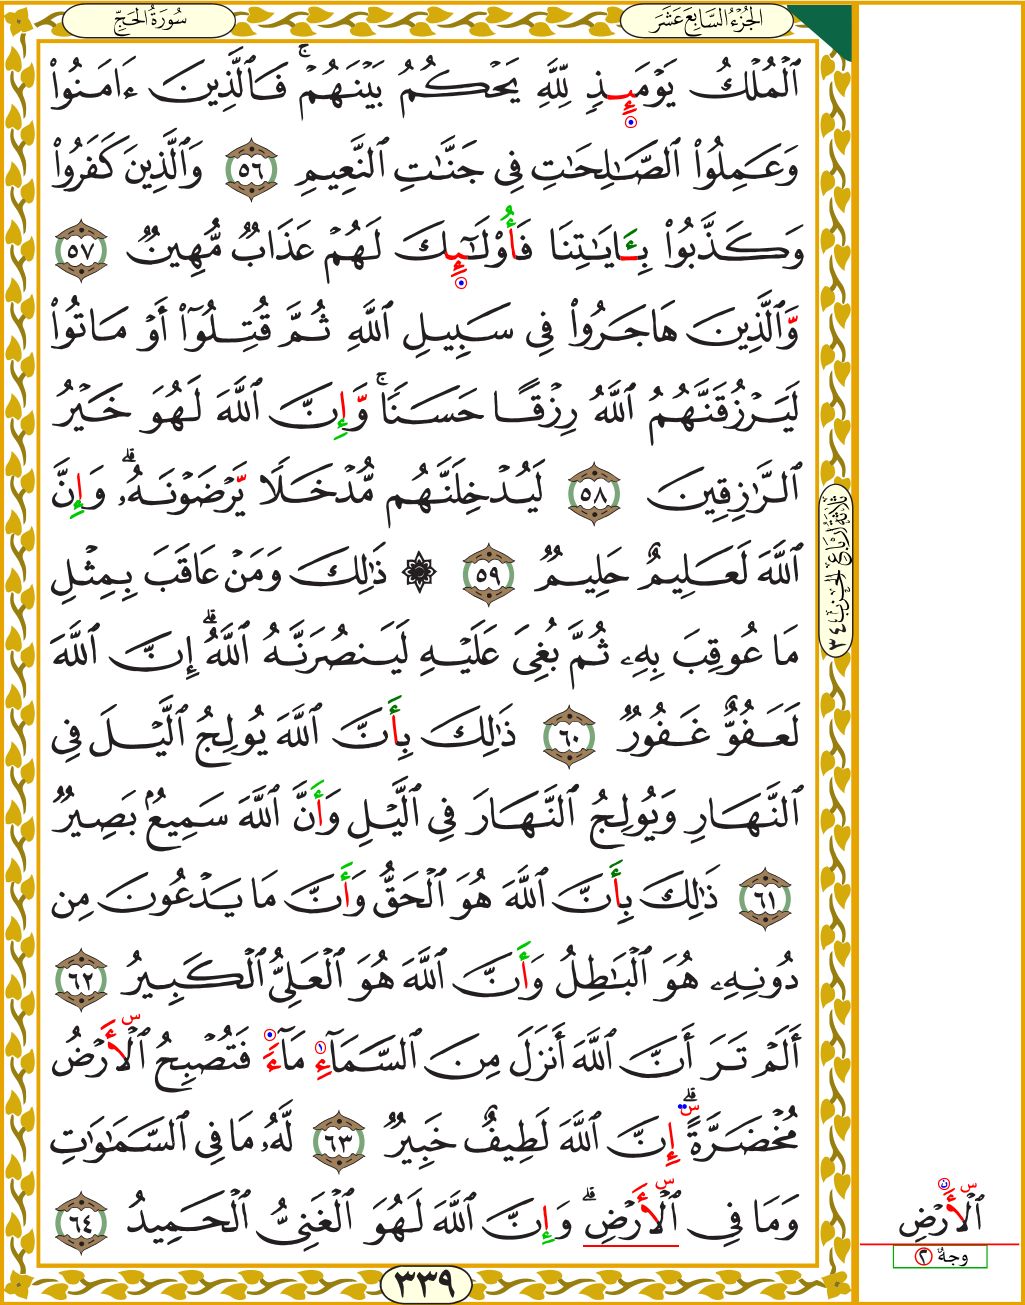 الجُزْءُ السَّابِعَ عَشَرَ
سُورَةُ الحَجِّ
ٱلۡمُلۡكُ يَوۡمَئِذٖ لِّلَّهِ يَحۡكُمُ بَيۡنَهُمۡۚ فَٱلَّذِينَ ءَامَنُواْ
وَعَمِلُواْ ٱلصَّـٰلِحَٰتِ فِي جَنَّـٰتِ ٱلنَّعِيمِ ٥٦ وَٱلَّذِينَ كَفَرُواْ
وَكَذَّبُواْ بِـَٔايَٰتِنَا فَأُوْلَـٰٓئِكَ لَهُمۡ عَذَابٞ مُّهِينٞ ٥٧
وَّٱلَّذِينَ هَاجَرُواْ فِي سَبِيلِ ٱللَّهِ ثُمَّ قُتِلُوٓاْ أَوۡ مَاتُواْ
لَيَرۡزُقَنَّهُمُ ٱللَّهُ رِزۡقًا حَسَنٗاۚ وَّإِنَّ ٱللَّهَ لَهُوَ خَيۡرُ
ٱلرَّـٰزِقِينَ ٥٨ لَيُدۡخِلَنَّهُم مُّدۡخَلٗا يَّرۡضَوۡنَهُۥۗ وَإِنَّ
ٱللَّهَ لَعَلِيمٌ حَلِيمٞ ٥٩ ۞ ذَٰلِكَ وَمَنۡ عَاقَبَ بِمِثۡلِ
مَا عُوقِبَ بِهِۦ ثُمَّ بُغِيَ عَلَيۡهِ لَيَنصُرَنَّهُ ٱللَّهُۗ إِنَّ ٱللَّهَ
لَعَفُوٌّ غَفُورٞ ٦٠ ذَٰلِكَ بِأَنَّ ٱللَّهَ يُولِجُ ٱلَّيۡلَ فِي
ٱلنَّهَارِ وَيُولِجُ ٱلنَّهَارَ فِي ٱلَّيۡلِ وَأَنَّ ٱللَّهَ سَمِيعُۢ بَصِيرٞ
٦١ ذَٰلِكَ بِأَنَّ ٱللَّهَ هُوَ ٱلۡحَقُّ وَأَنَّ مَا يَدۡعُونَ مِن
دُونِهِۦ هُوَ ٱلۡبَٰطِلُ وَأَنَّ ٱللَّهَ هُوَ ٱلۡعَلِيُّ ٱلۡكَبِيرُ ٦٢
أَلَمۡ تَرَ أَنَّ ٱللَّهَ أَنزَلَ مِنَ ٱلسَّمَآءِ مَآءٗ فَتُصۡبِحُ ٱلۡأَرۡضُ
مُخۡضَرَّةًۚ إِنَّ ٱللَّهَ لَطِيفٌ خَبِيرٞ ٦٣ لَّهُۥ مَا فِي ٱلسَّمَٰوَٰتِ
وَمَا فِي ٱلۡأَرۡضِۚ وَإِنَّ ٱللَّهَ لَهُوَ ٱلۡغَنِيُّ ٱلۡحَمِيدُ ٦٤
ثَلَاثَةُ أَرْبَاعِ الحِزْبِ ٣٤
ٱلۡأَرۡضِ
وجهٌ ٢
٣٣٩